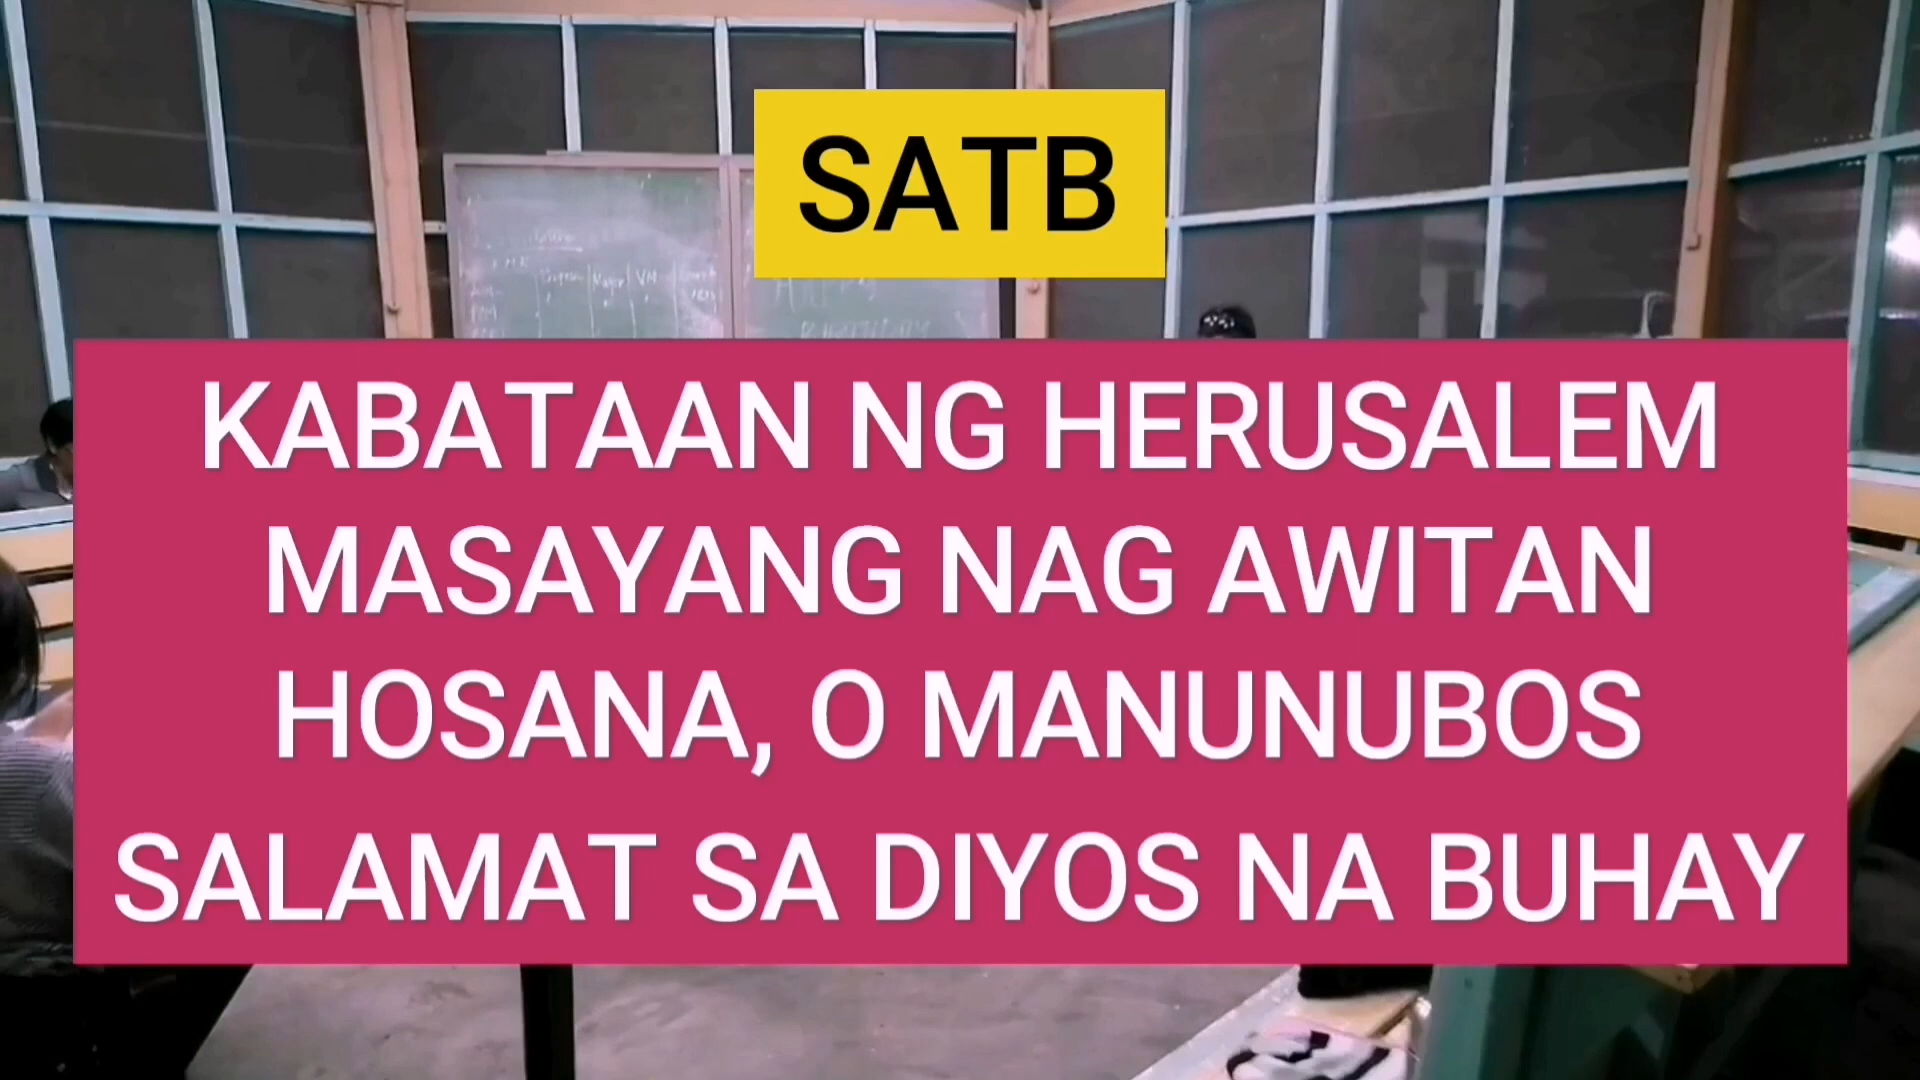 SATB
KABATAAN NG HERUSALEM
MASAYANG NAG AWITAN
HOSANA, O MANUNUBOS
SALAMAT SA DIYOS NA BUHAY